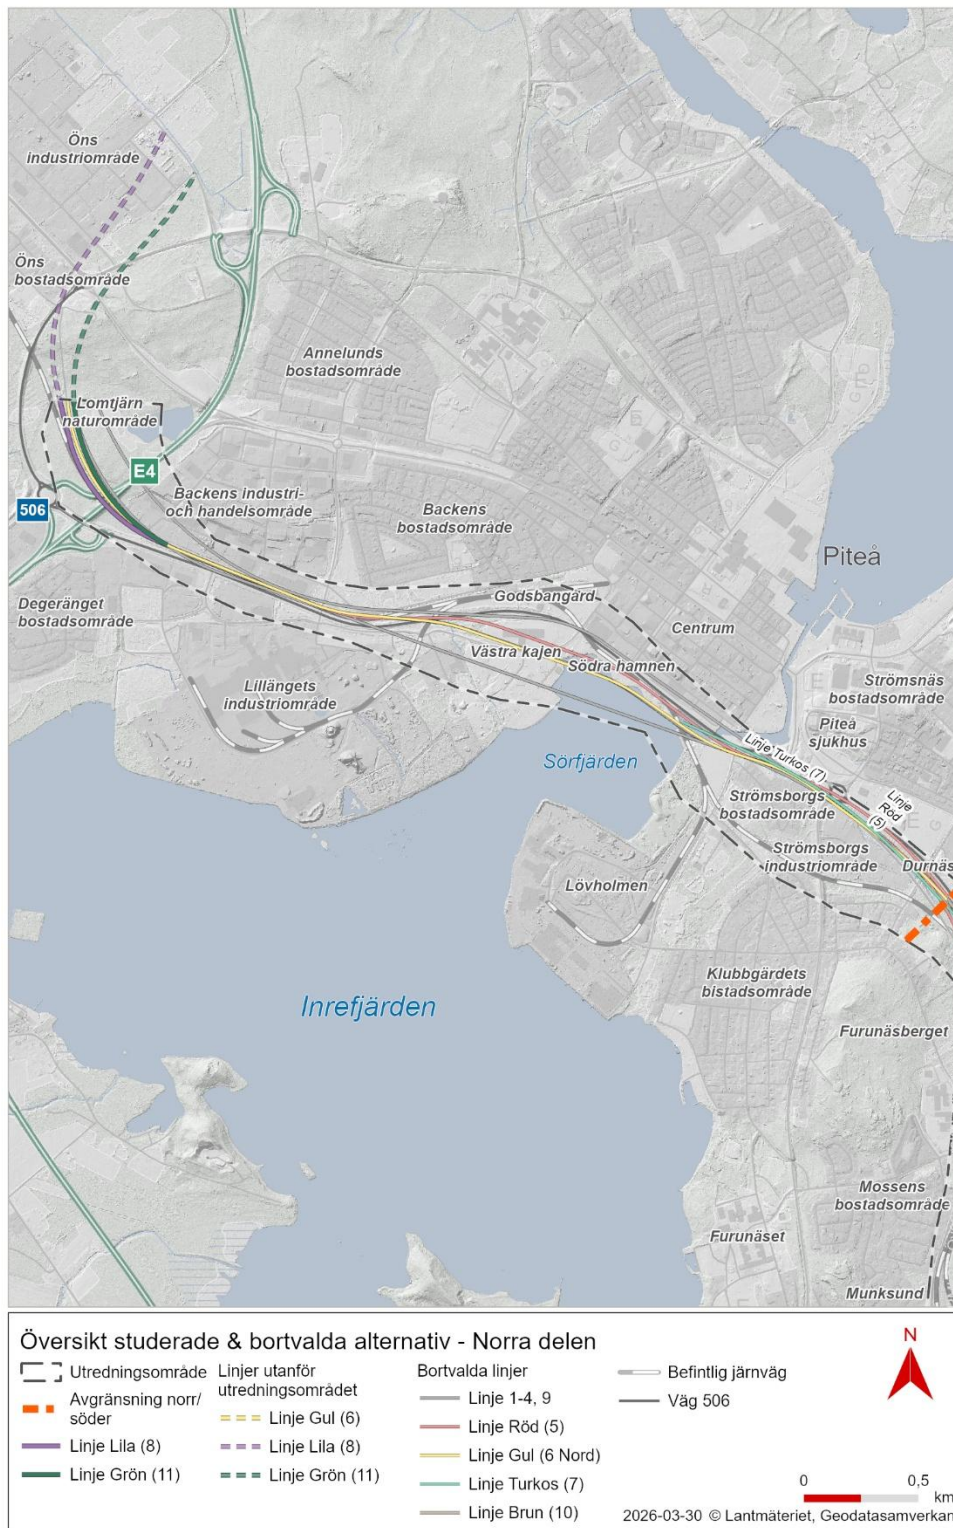 Öns
industriområde
Öns
bostadsområde
Annelunds
bostadsområde
Lomtjärn
naturområde
E4
506
Backens industri-
och handelsområde
Backens
bostadsområde
Piteå
Godsbangård
Degeränget
bostadsområde
Centrum
Västra kajen
Södra hamnen
Lillängets
industriområde
Strömsnäs
bostadsområde
Piteå
sjukhus
Linje Turkos (7)
Sörfjärden
Linje
Röd
(5)
Strömsborgs
bostadsområde
Strömsborgs
industriområde
Durnäs
Lövholmen
Klubbgärdets
bistadsområde
Inrefjärden
Furunäsberget
Mossens
bostadsområde
Furunäset
Munksund
Översikt studerade & bortvalda alternativ - Norra delen
Utredningsområde
Avgränsning norr/
söder
Linje Lila (8)
Linje Grön (11)
Linjer utanför
utredningsområdet
Linje Gul (6)
Linje Lila (8)
Linje Grön (11)
Bortvalda linjer
Linje 1-4, 9
Linje Röd (5)
Linje Gul (6 Nord)
Linje Turkos (7)
Linje Brun (10)
Befintlig järnväg
Väg 506
N
0 0,5
km
2026-03-30 © Lantmäteriet, Geodatasamverkan